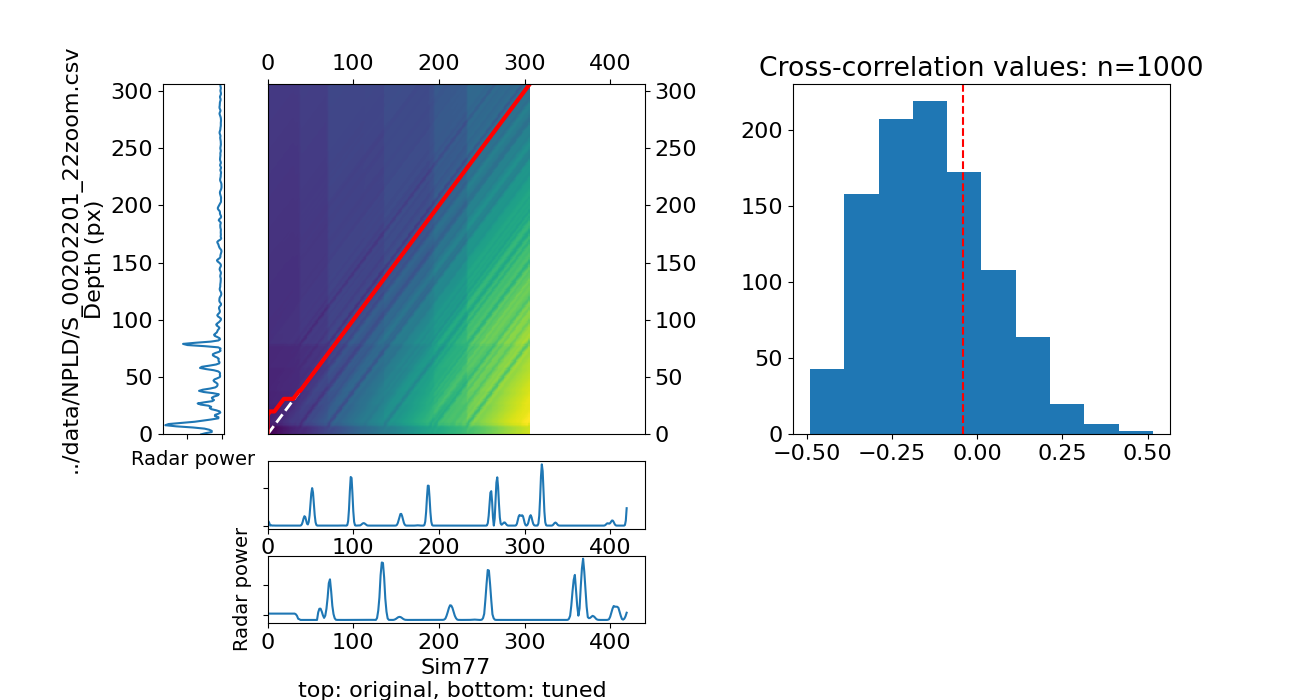 0 100 200 300 400
Cross-correlation values: n=1000
../data/NPLD/S_00202201_22zoom.csv
Depth (px)
300
250
200
150
100
50
0
300
250
200
150
100
50
0
200
150
100
50
0
−0.50 −0.25 0.00 0.25 0.50
Radar power
0 100 200 300 400
Radar power
0 100 200 300 400
Sim77
top: original, bottom: tuned